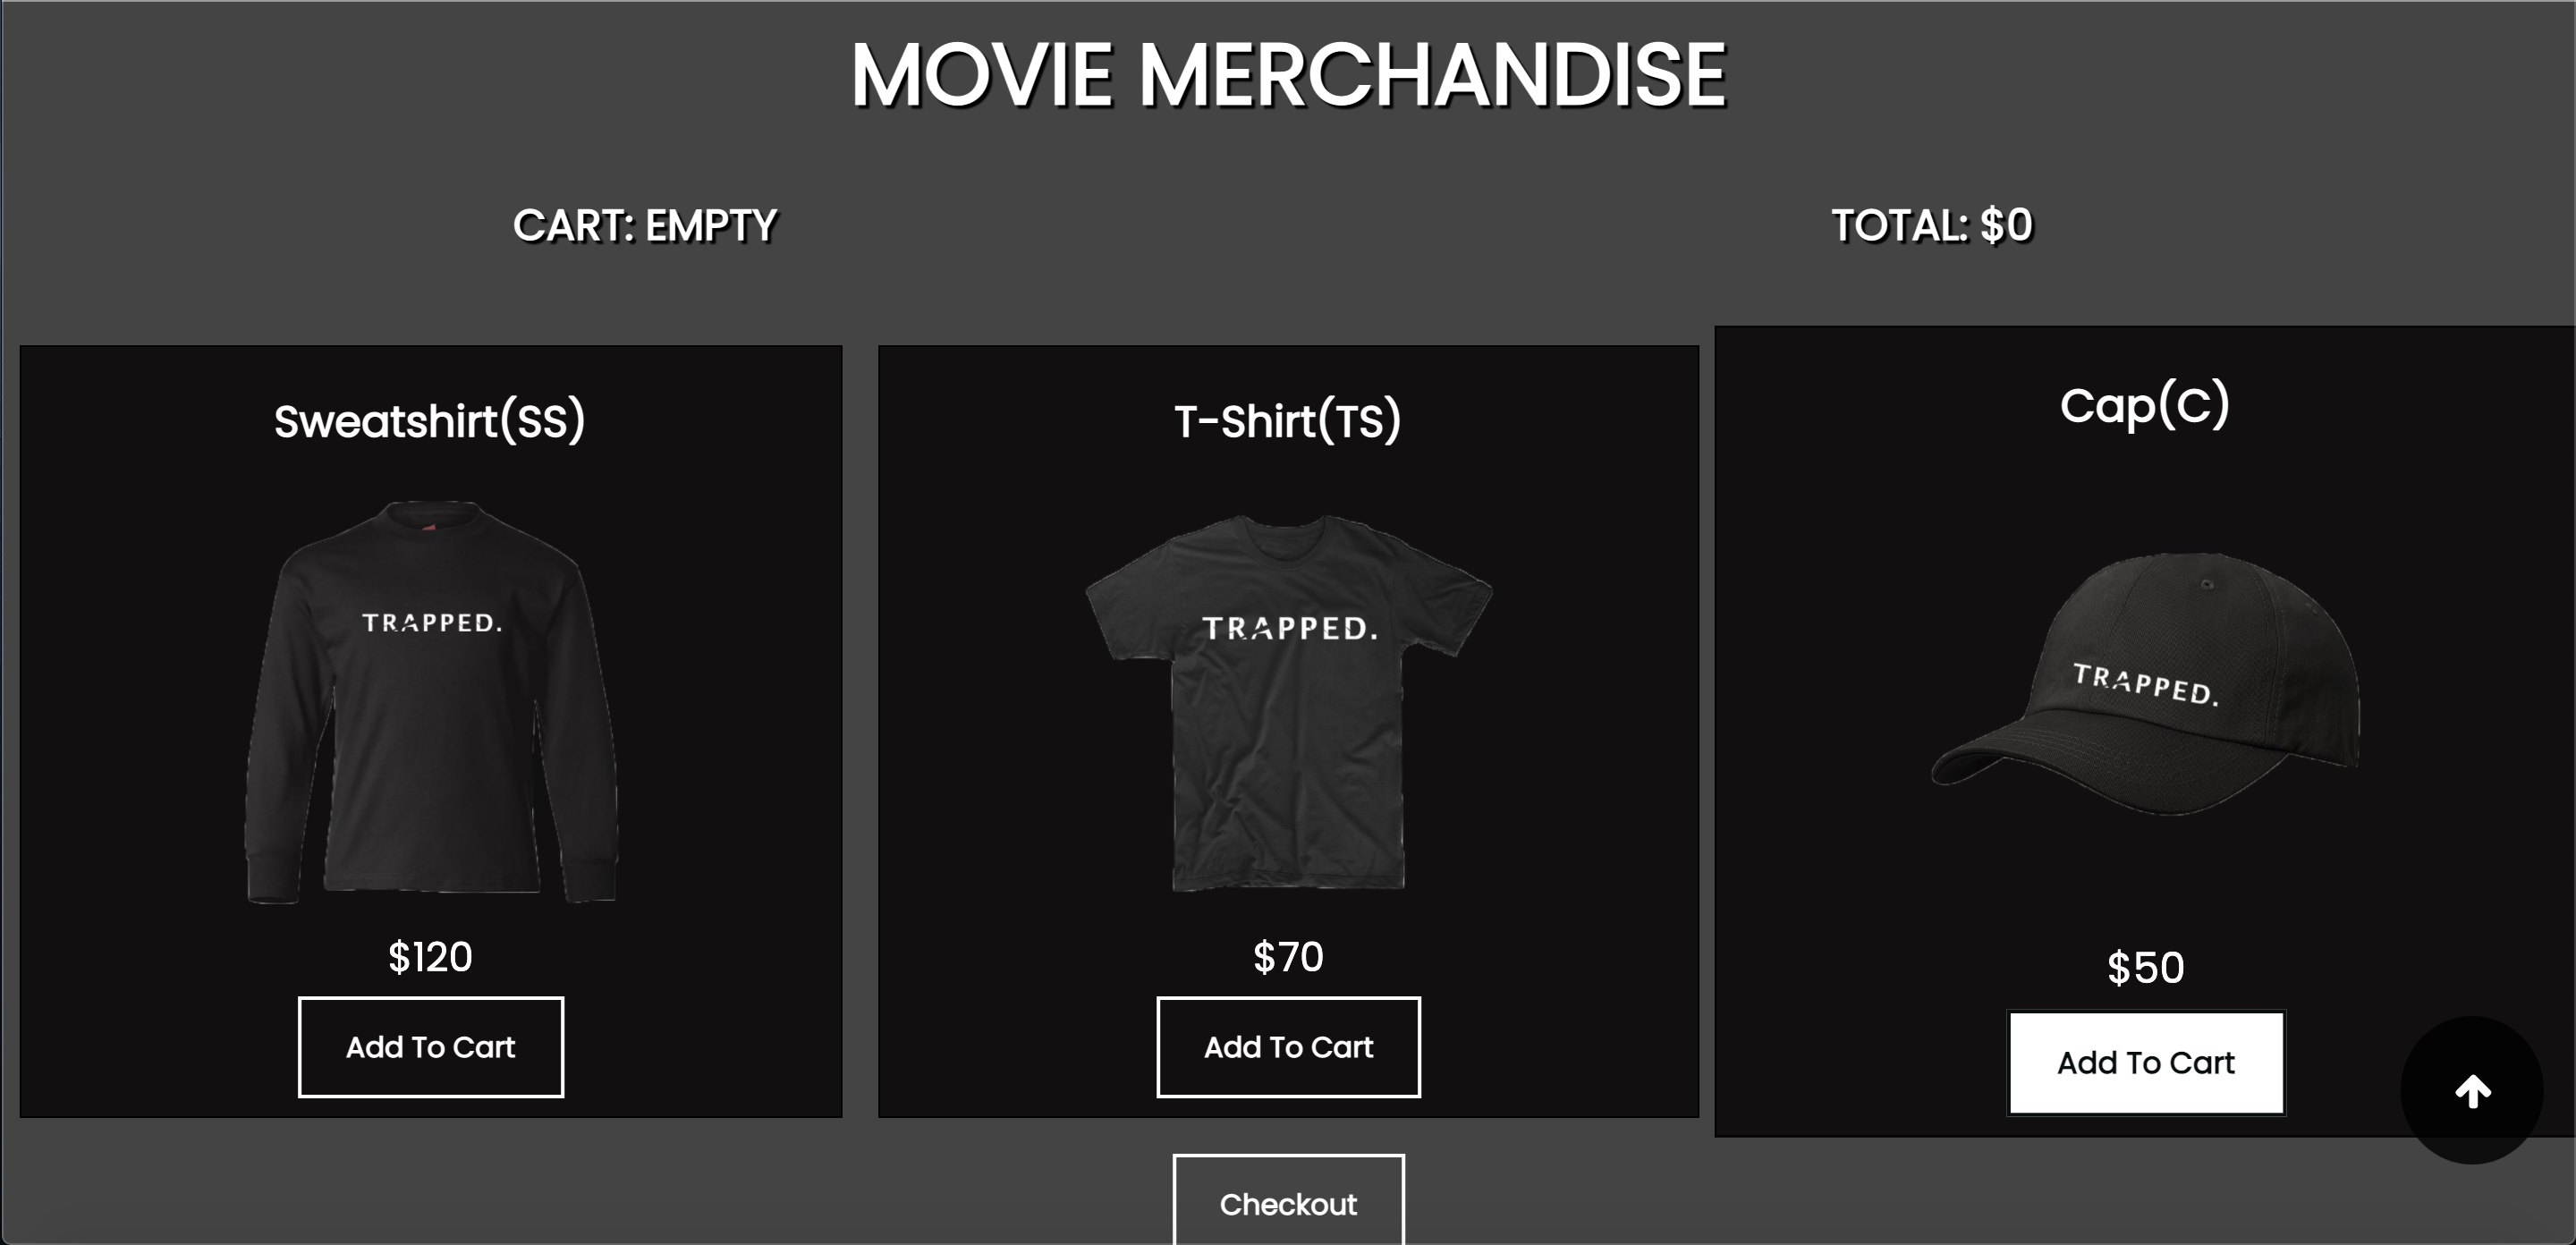 MOVIE MERCHANDISE
CART: EMPTY
TOTAL: $0
Sweatshirt(SS)
TRAPPED.
$120
Add To Cart
T-Shirt(TS)
TRAPPED.
$70
Add To Cart
Cap(C)
TRAPPED.
$50
Add To Cart
Checkout